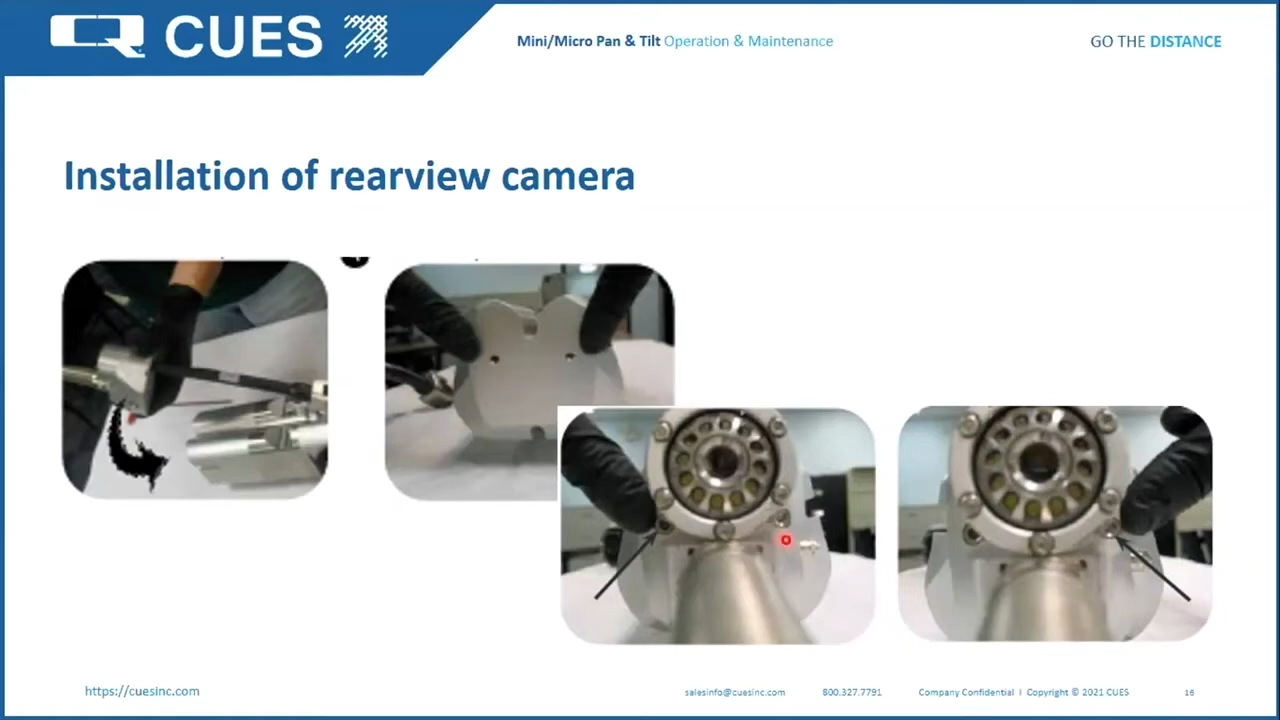 CUES
Mini/Micro Pan & Tilt Operation & Maintenance
GO THE DISTANCE
Installation of rearview camera
https://cuesinc.com
salesinfo@cuesinc.com
800.327.7791
Company Confidential I Copyright © 2021 CUES
16